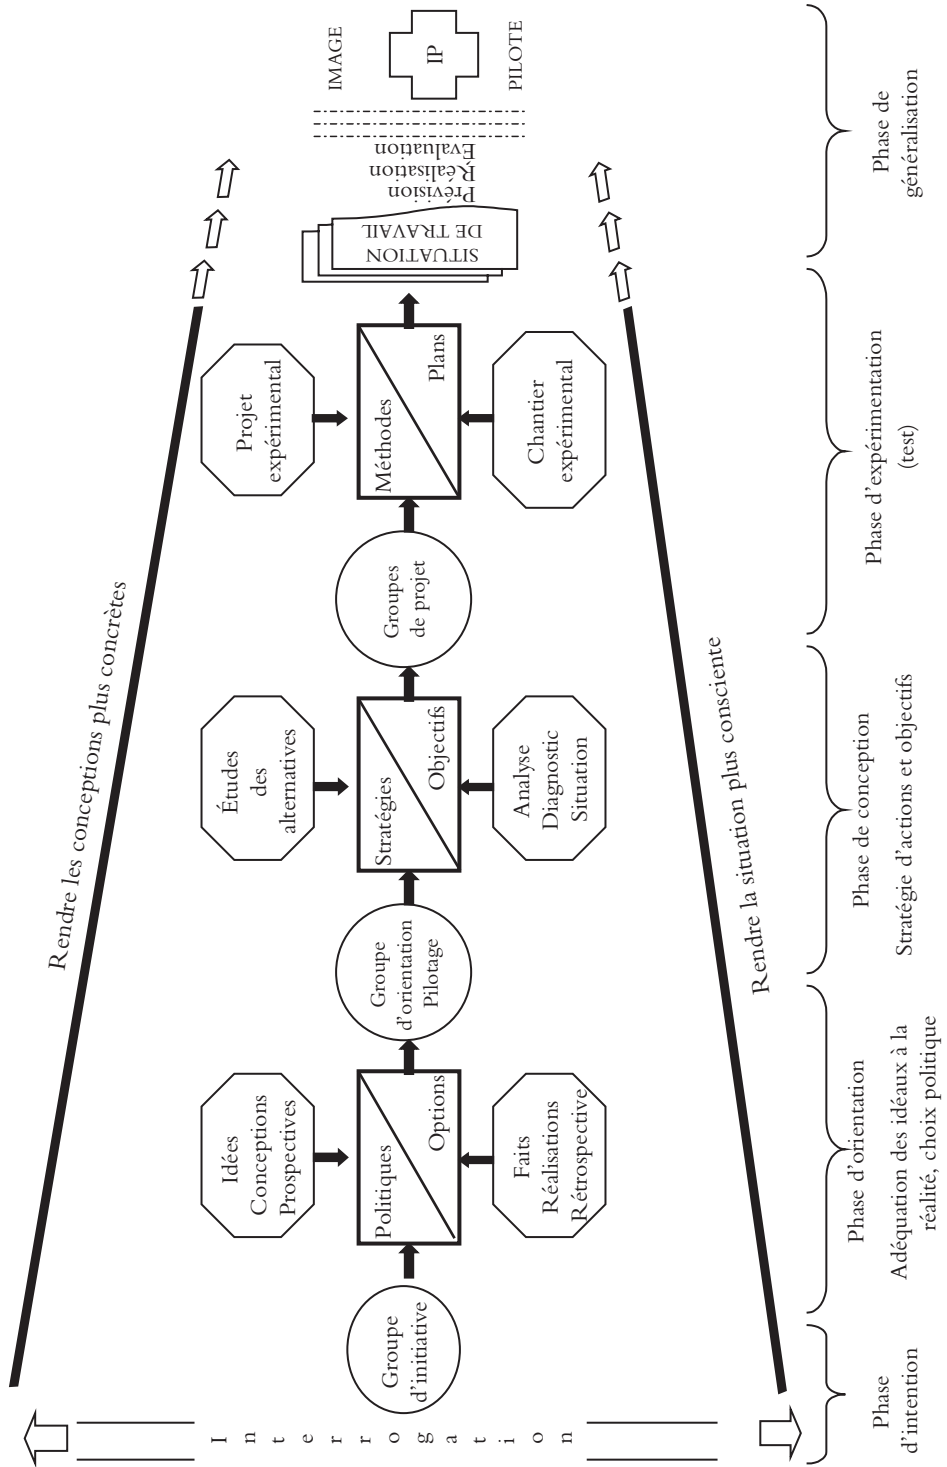 Rendre les conceptions plus concrètes
Interrogation
Groupe
d'initiative
Idées
Conceptions
Prospectives
Politiques
Options
Faits
Réalisations
Rétrospective
Groupe
d'orientation
Pilotage
Études
des
alternatives
Stratégies
Objectifs
Analyse
Diagnostic
Situation
Groupes
de projet
Projet
expérimental
Méthodes
Plans
Chantier
expérimental
SITUATION
DE TRAVAIL
Prévision
Réalisation
Evaluation
IMAGE
IP
PILOTE
Rendre la situation plus consciente
Phase
d'intention
Phase d'orientation
Adéquation des idéaux à la
réalité, choix politique
Phase de conception
Stratégie d'actions et objectifs
Phase d'expérimentation
(test)
Phase de
généralisation